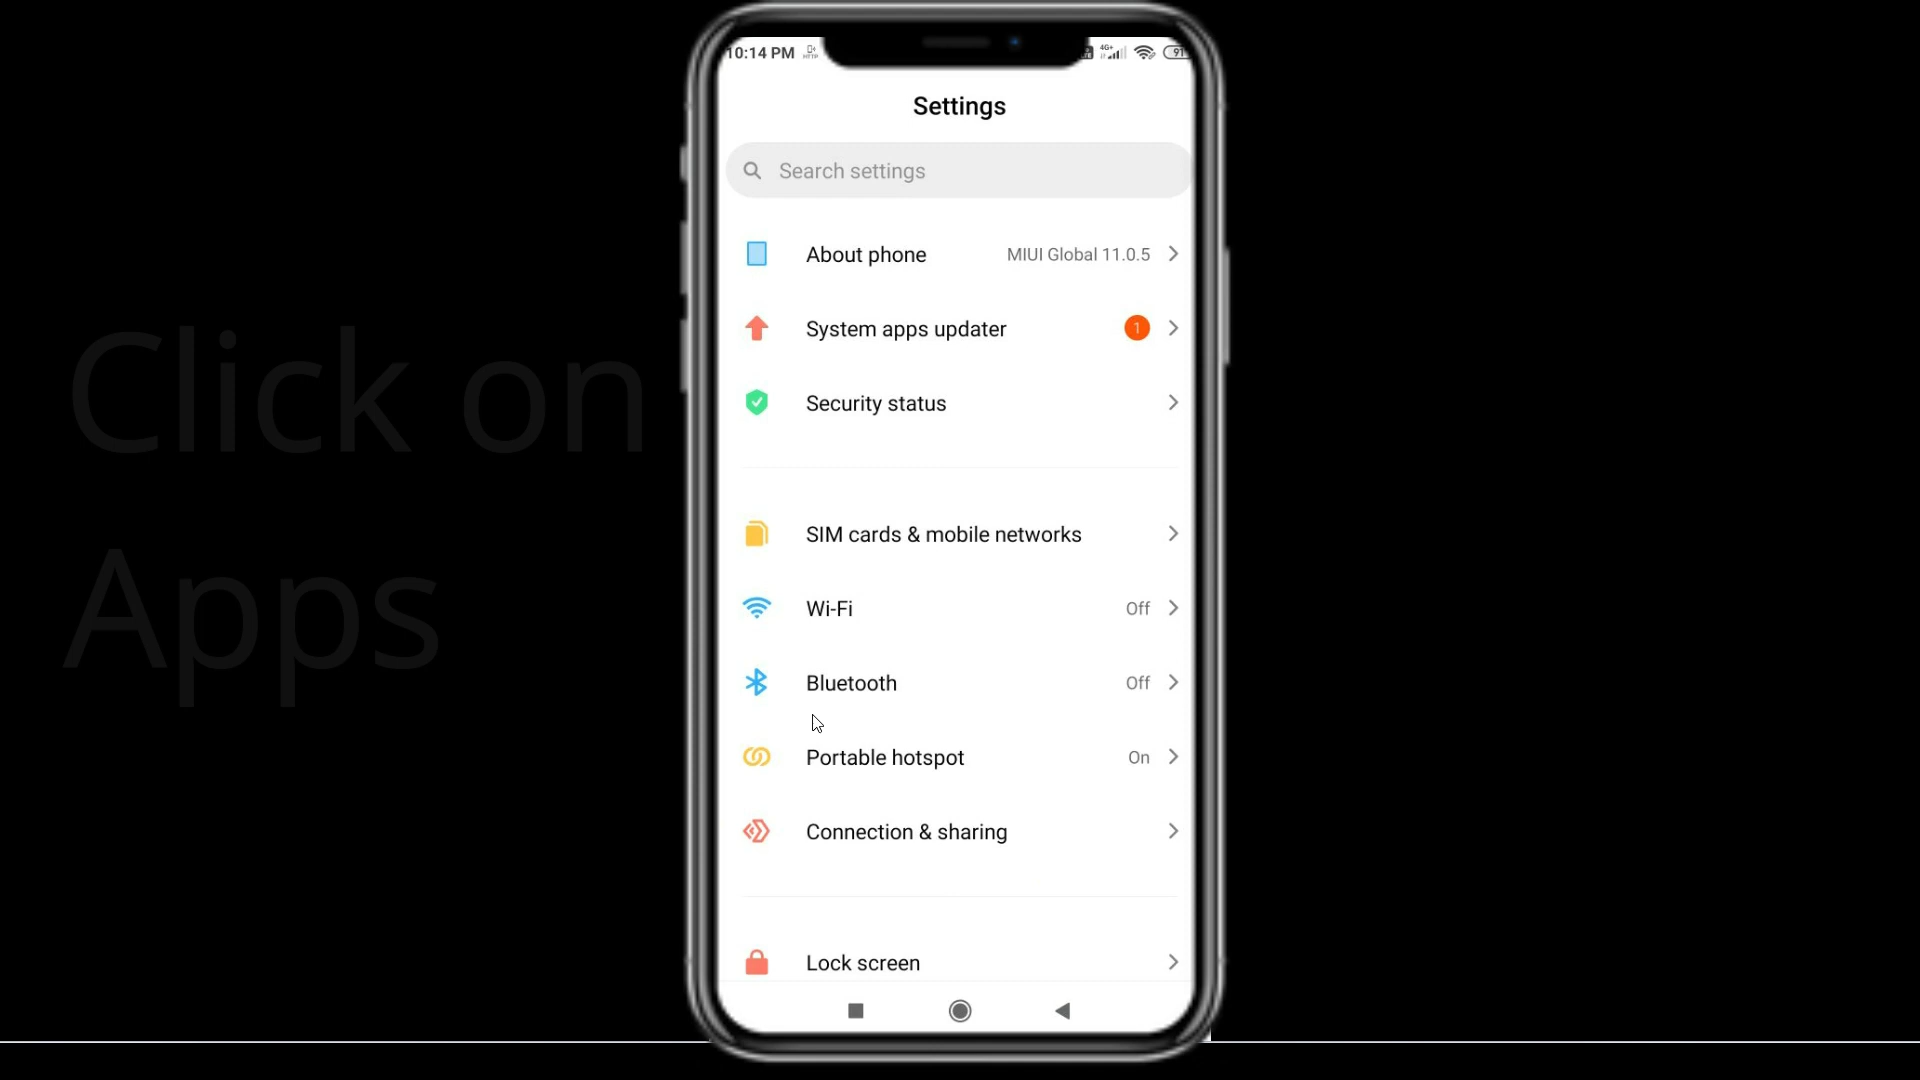 10:14 PM
4G+
91
Settings
Search settings
About phone
MIUI Global 11.0.5
System apps updater
1
Security status
Click on
Apps
SIM cards & mobile networks
Wi-Fi
Off
Bluetooth
Off
Portable hotspot
On
Connection & sharing
Lock screen